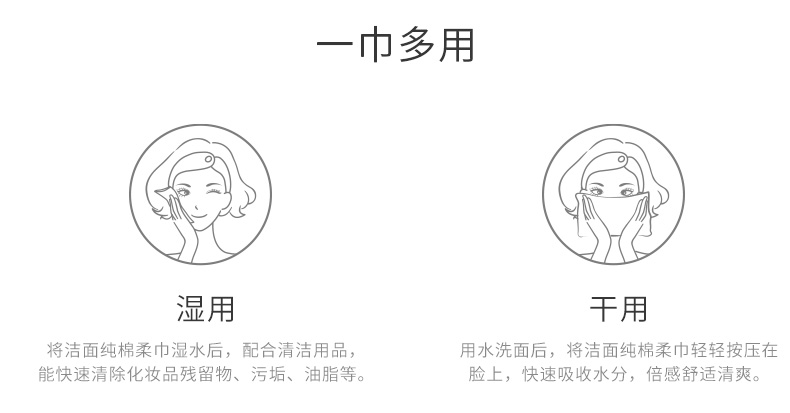 一巾多用
湿用
将洁面纯棉柔巾湿水后，配合清洁用品，
能快速清除化妆品残留物、污垢、油脂等。
干用
用水洗面后，将洁面纯棉柔巾轻轻按压在
脸上，快速吸收水分，倍感舒适清爽。